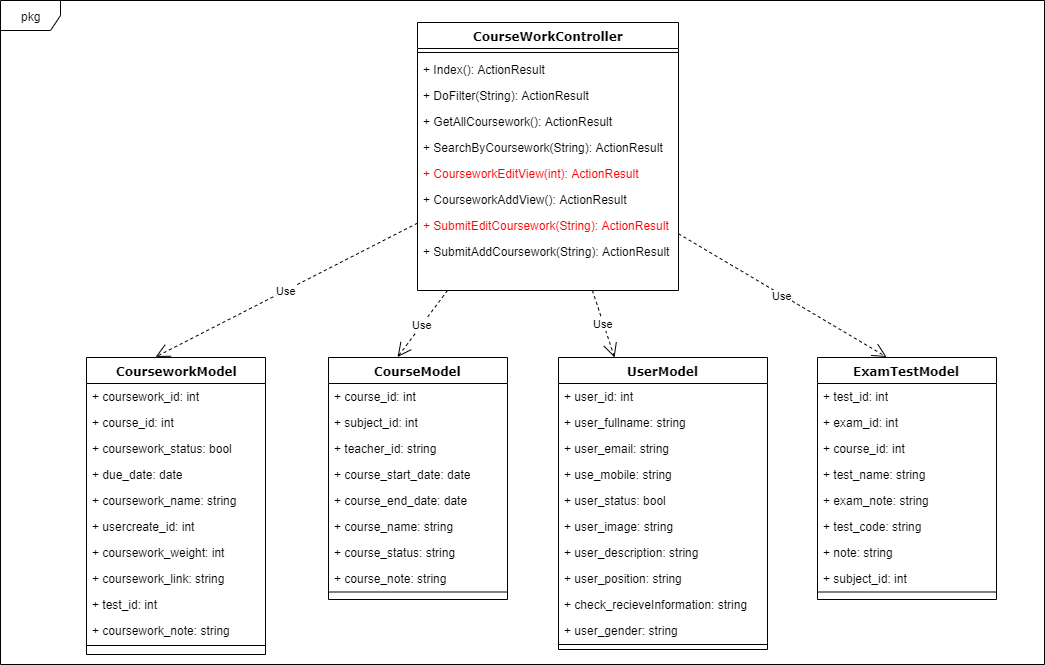 pkg
CourseWorkController
+ Index(): ActionResult
+ DoFilter(String): ActionResult
+ GetAllCoursework(): ActionResult
+ SearchByCoursework(String): ActionResult
+ CourseworkEditView(int): ActionResult
+ CourseworkAddView(): ActionResult
+ SubmitEditCoursework(String): ActionResult
+ SubmitAddCoursework(String): ActionResult
Use
Use
Use
Use
CourseworkModel
+ coursework_id: int
+ course_id: int
+ coursework_status: bool
+ due_date: date
+ coursework_name: string
+ usercreate_id: int
+ coursework_weight: int
+ coursework_link: string
+ test_id: int
+ coursework_note: string
CourseModel
+ course_id: int
+ subject_id: int
+ teacher_id: string
+ course_start_date: date
+ course_end_date: date
+ course_name: string
+ course_status: string
+ course_note: string
UserModel
+ user_id: int
+ user_fullname: string
+ user_email: string
+ use_mobile: string
+ user_status: bool
+ user_image: string
+ user_description: string
+ user_position: string
+ check_recieveInformation: string
+ user_gender: string
ExamTestModel
+ test_id: int
+ exam_id: int
+ course_id: int
+ test_name: string
+ exam_note: string
+ test_code: string
+ note: string
+ subject_id: int